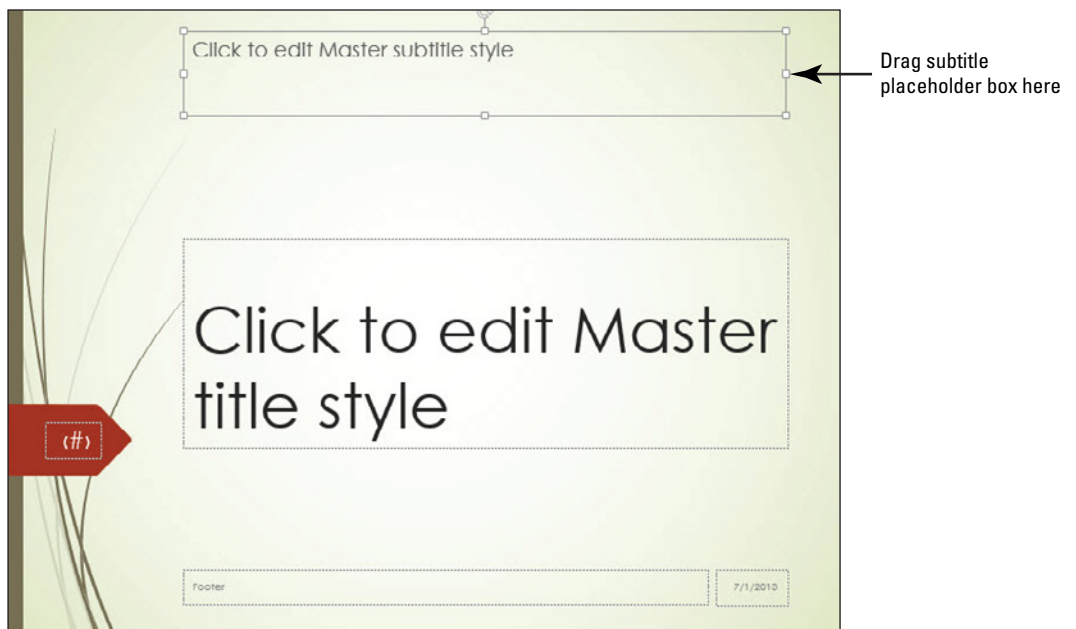 Click to edit Master subtitle style
Drag subtitle
placeholder box here
Click to edit Master
title style
‹#›
Footer
7/1/2013